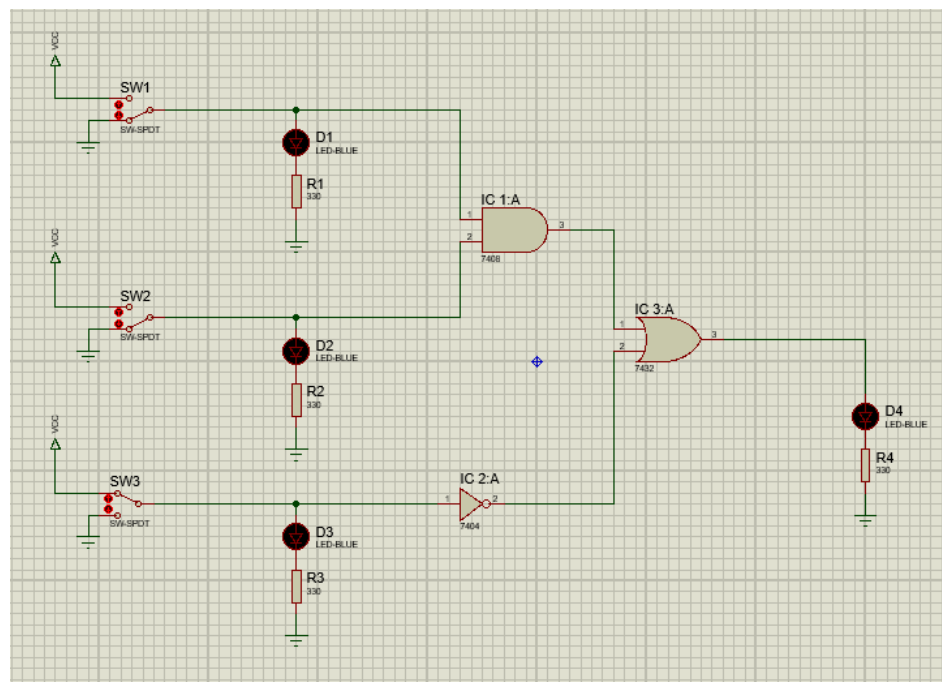 VCC
SW1
SW-SPDT
D1
LED-BLUE
R1
330
IC 1:A
1
2
3
7408
VCC
SW2
SW-SPDT
D2
LED-BLUE
R2
330
IC 3:A
1
2
3
7432
D4
LED-BLUE
R4
330
VCC
SW3
SW-SPDT
IC 2:A
1
2
7404
D3
LED-BLUE
R3
330